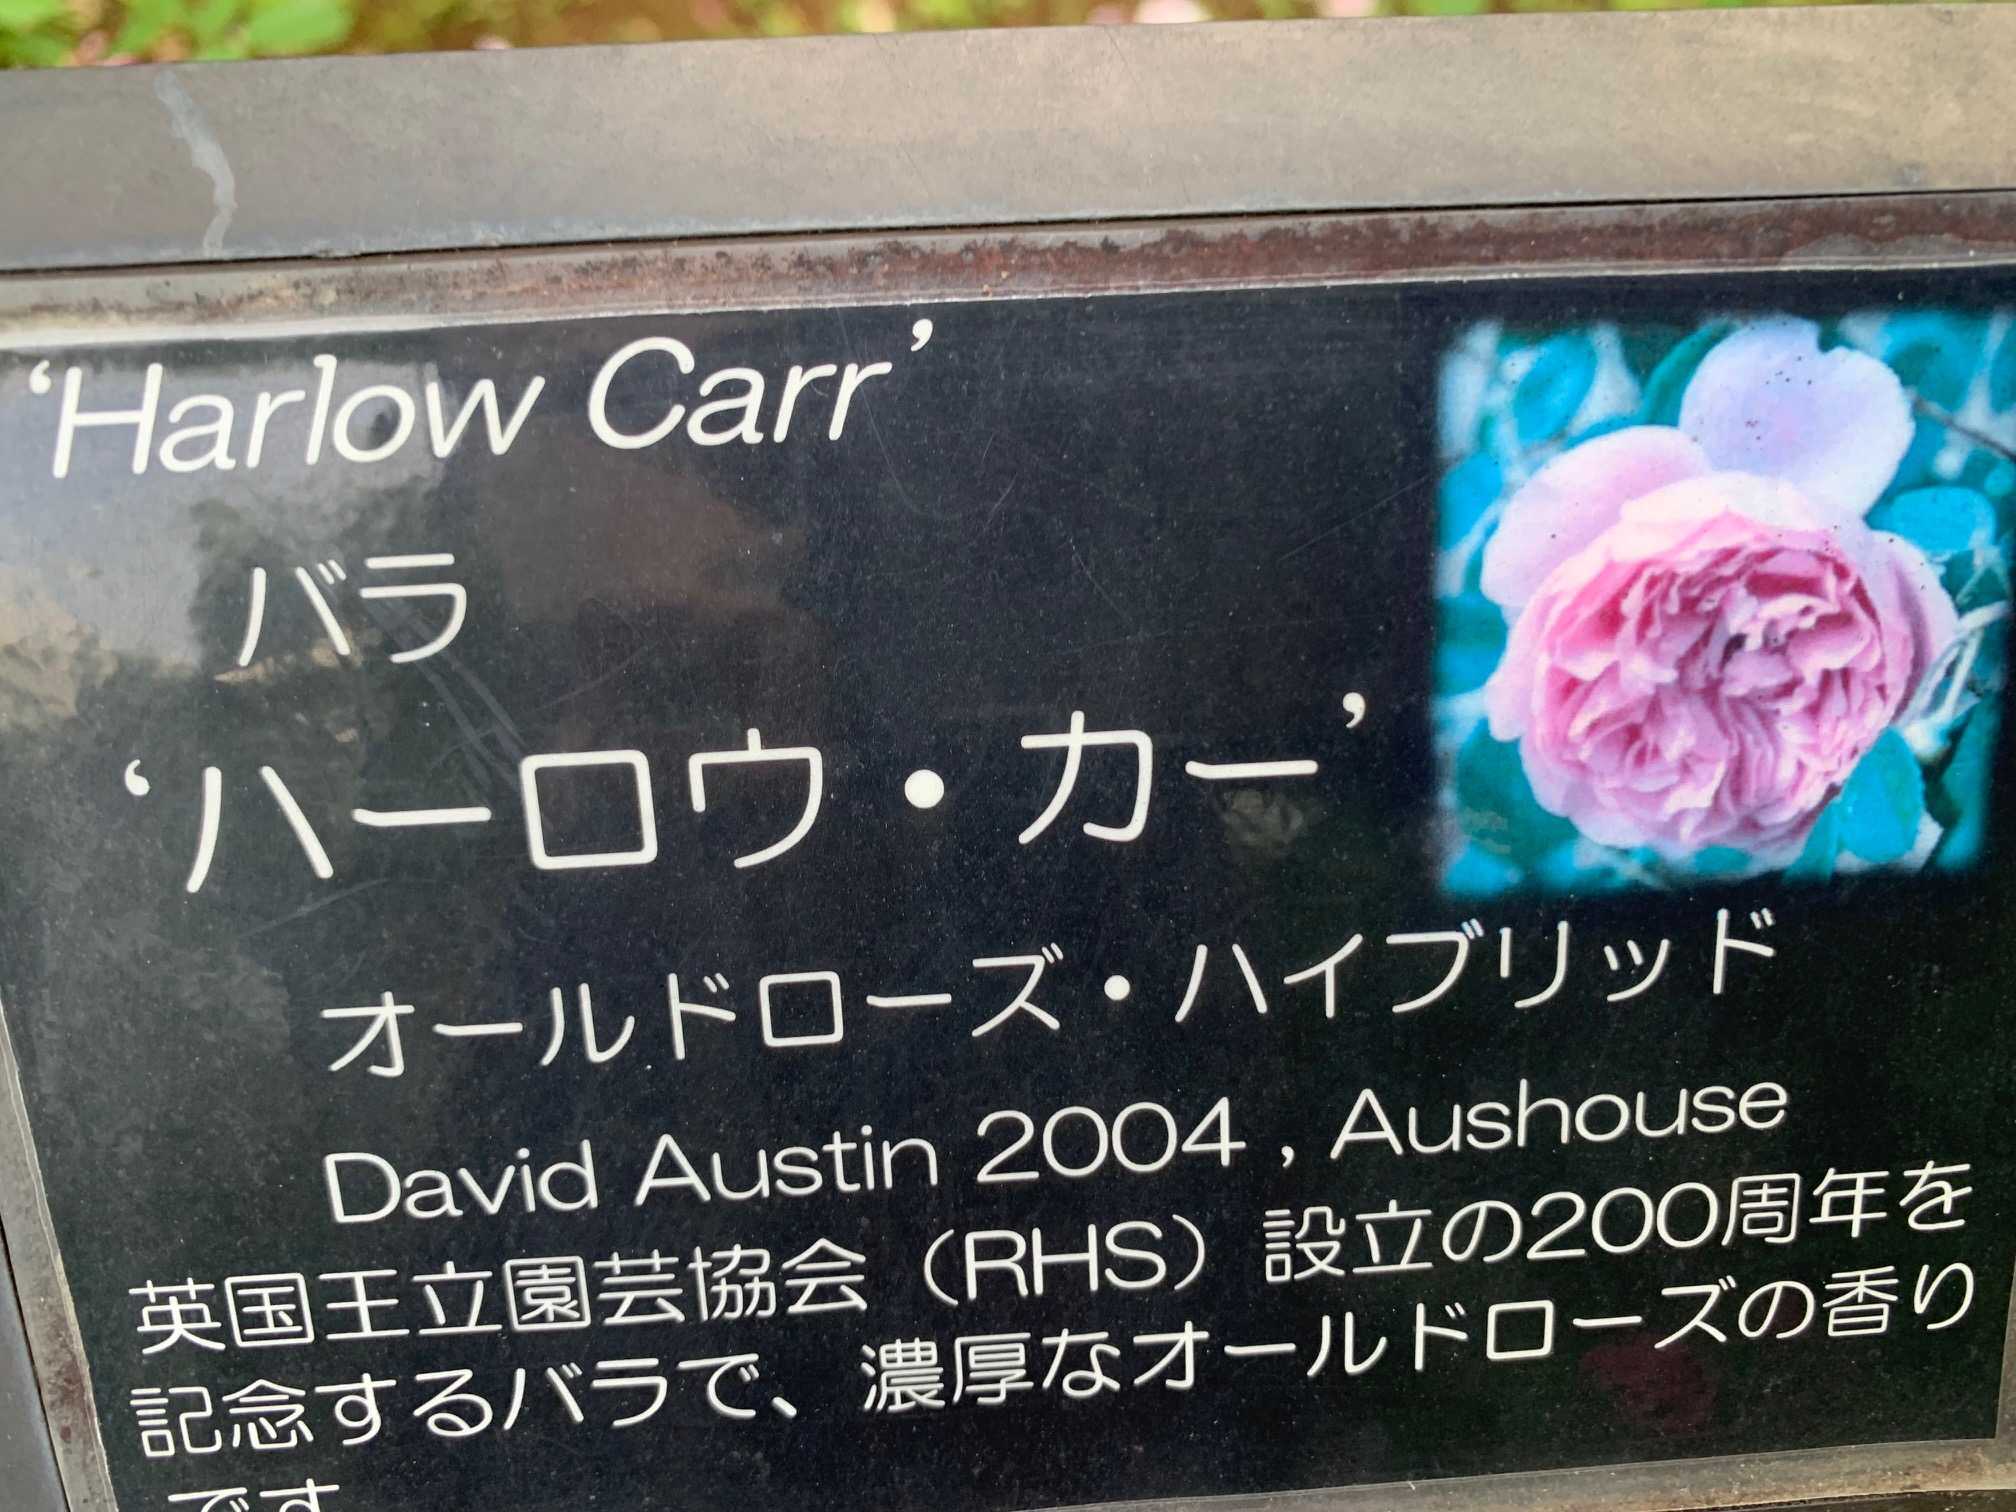 ‘Harlow Carr’
バラ
‘ハーロウ・カー’
オールドローズ・ハイブリッド
David Austin 2004 , Aushouse
英国王立園芸協会（RHS）設立の200周年を
記念するバラで、濃厚なオールドローズの香り
です